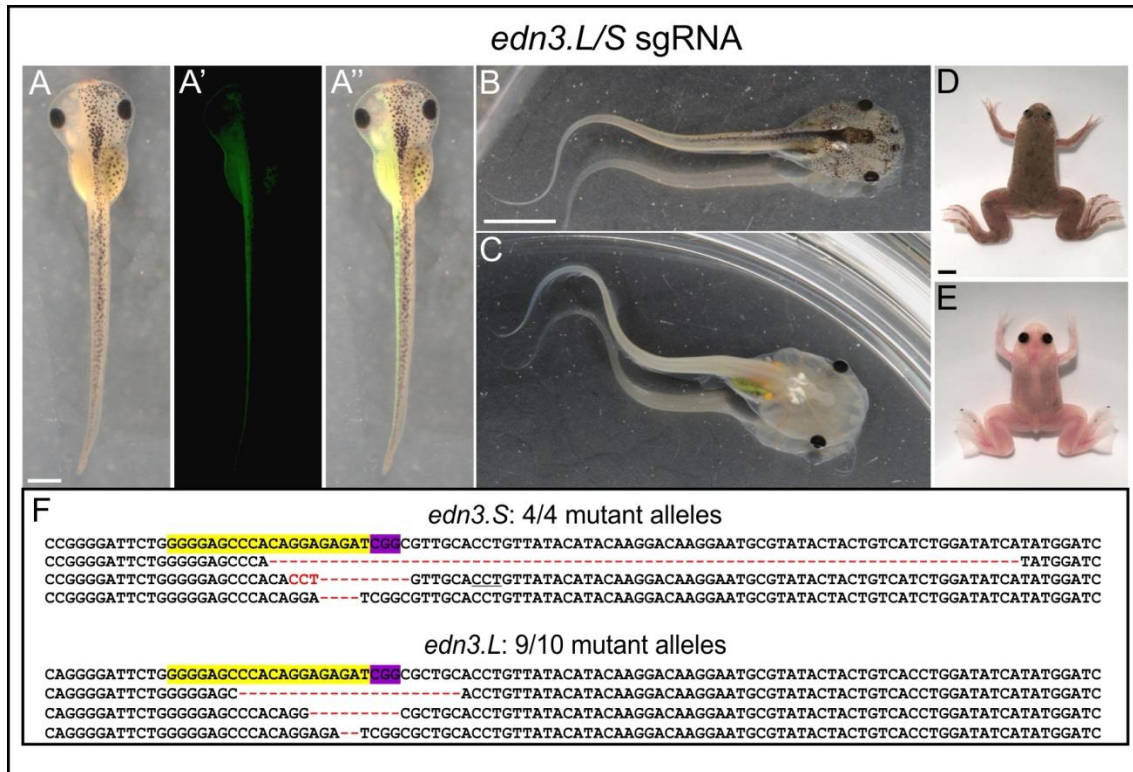 edn3.L/S sgRNA
A
A'
A''
B
C
D
E
F
edn3.S: 4/4 mutant alleles
CCGGGGATTCTGGGGGAGCCCACAGGAGAGATCGGCGTTGCACCTGTTATACATACAAGGACAAGGAATGCGTATACTACTGTCATCTGGATATCATATGGATC
CCGGGGATTCTGGGGGAGCCCA--------------------------------------------------------------------------TATGGATC
CCGGGGATTCTGGGGGAGCCCACACCT---------GTTGCACCTGTTATACATACAAGGACAAGGAATGCGTATACTACTGTCATCTGGATATCATATGGATC
CCGGGGATTCTGGGGGAGCCCACAGGA----TCGGCGTTGCACCTGTTATACATACAAGGACAAGGAATGCGTATACTACTGTCATCTGGATATCATATGGATC
edn3.L: 9/10 mutant alleles
CAGGGGATTCTGGGGGAGCCCACAGGAGAGATCGGCGCTGCACCTGTTATACATACAAGGACAAGGAATGCGTATACTACTGTCACCTGGATATCATATGGATC
CAGGGGATTCTGGGGGAGC----------------------ACCTGTTATACATACAAGGACAAGGAATGCGTATACTACTGTCACCTGGATATCATATGGATC
CAGGGGATTCTGGGGGAGCCCACAGG---------CGCTGCACCTGTTATACATACAAGGACAAGGAATGCGTATACTACTGTCACCTGGATATCATATGGATC
CAGGGGATTCTGGGGGAGCCCACAGGAGA--TCGGCGCTGCACCTGTTATACATACAAGGACAAGGAATGCGTATACTACTGTCACCTGGATATCATATGGATC